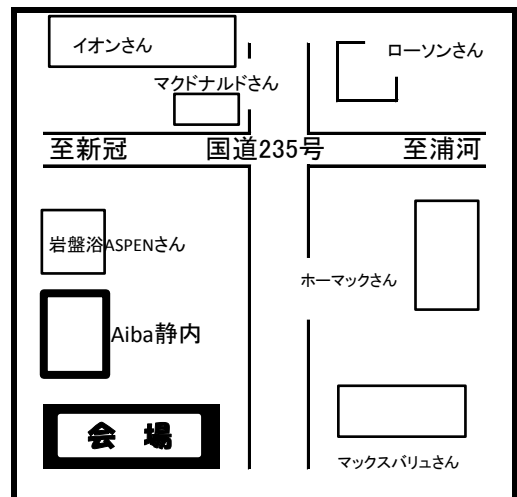 イオンさん
ローソンさん
マクドナルドさん
至新冠 国道235号 至浦河
岩盤浴ASPENさん
ホーマックさん
Aiba静内
会 場
マックスバリュさん